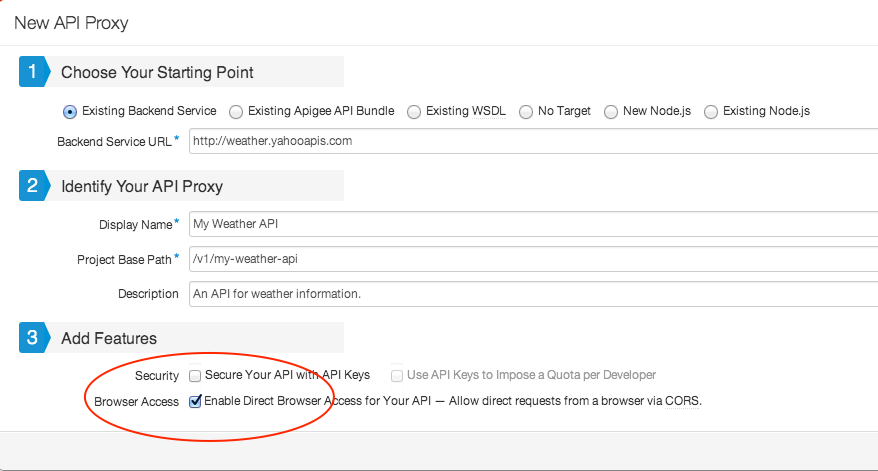 New API Proxy
1 Choose Your Starting Point
Existing Backend Service Existing Apigee API Bundle Existing WSDL No Target New Node.js Existing Node.js
Backend Service URL * http://weather.yahooapis.com
2 Identify Your API Proxy
Display Name * My Weather API
Project Base Path * /v1/my-weather-api
Description An API for weather information.
3 Add Features
Security Secure Your API with API Keys Use API Keys to Impose a Quota per Developer
Browser Access Enable Direct Browser Access for Your API — Allow direct requests from a browser via CORS.